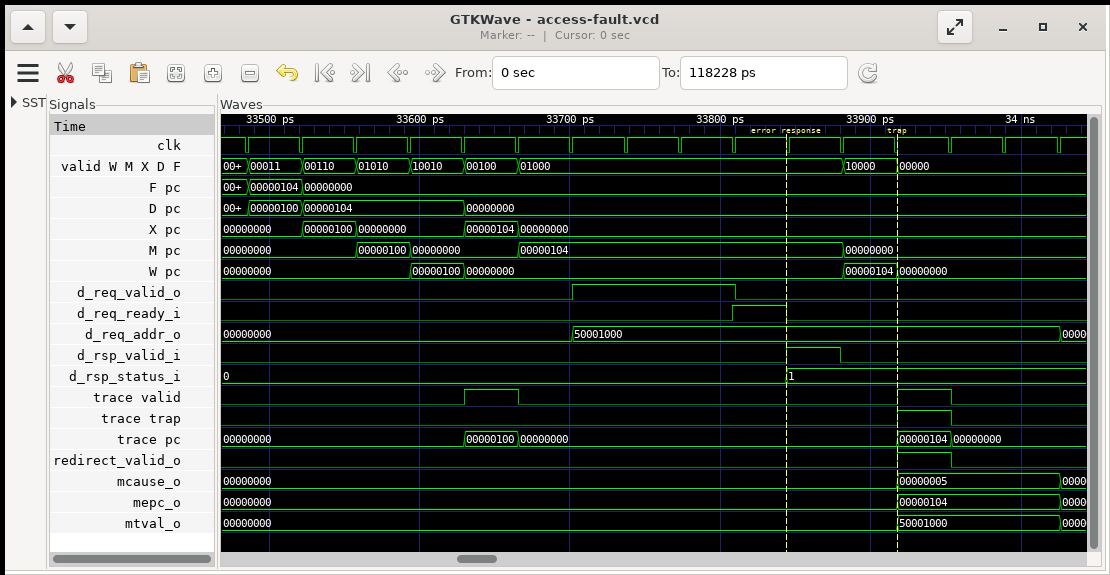 GTKWave - access-fault.vcd
Marker: -- | Cursor: 0 sec
From: 0 sec To: 118228 ps
SST
Signals
Waves
Time 33500 ps 33600 ps 33700 ps 33800 ps 33900 ps 34 ns
error response trap
clk
valid W M X D F 00+ 00011 00110 01010 10010 00100 01000 10000 00000
F pc 00+ 00000104 00000000
D pc 00+ 00000100 00000104 00000000
X pc 00000000 00000100 00000000 00000104 00000000
M pc 00000000 00000100 00000000 00000104 00000000
W pc 00000000 00000100 00000000 00000104 00000000
d_req_valid_o
d_req_ready_i
d_req_addr_o 00000000 50001000 0000
d_rsp_valid_i
d_rsp_status_i 0 1
trace valid
trace trap
trace pc 00000000 00000100 00000000 00000104 00000000
redirect_valid_o
mcause_o 00000000 00000005 0000
mepc_o 00000000 00000104 0000
mtval_o 00000000 50001000 0000